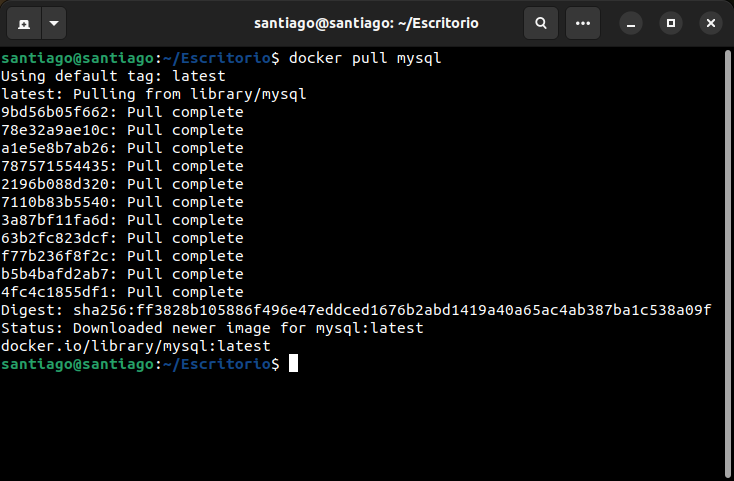 santiago@santiago: ~/Escritorio
santiago@santiago:~/Escritorio$ docker pull mysql
Using default tag: latest
latest: Pulling from library/mysql
9bd56b05f662: Pull complete
78e32a9ae10c: Pull complete
a1e5e8b7ab26: Pull complete
787571554435: Pull complete
2196b088d320: Pull complete
7110b83b5540: Pull complete
3a87bf11fa6d: Pull complete
63b2fc823dcf: Pull complete
f77b236f8f2c: Pull complete
b5b4bafd2ab7: Pull complete
4fc4c1855df1: Pull complete
Digest: sha256:ff3828b105886f496e47eddced1676b2abd1419a40a65ac4ab387ba1c538a09f
Status: Downloaded newer image for mysql:latest
docker.io/library/mysql:latest
santiago@santiago:~/Escritorio$